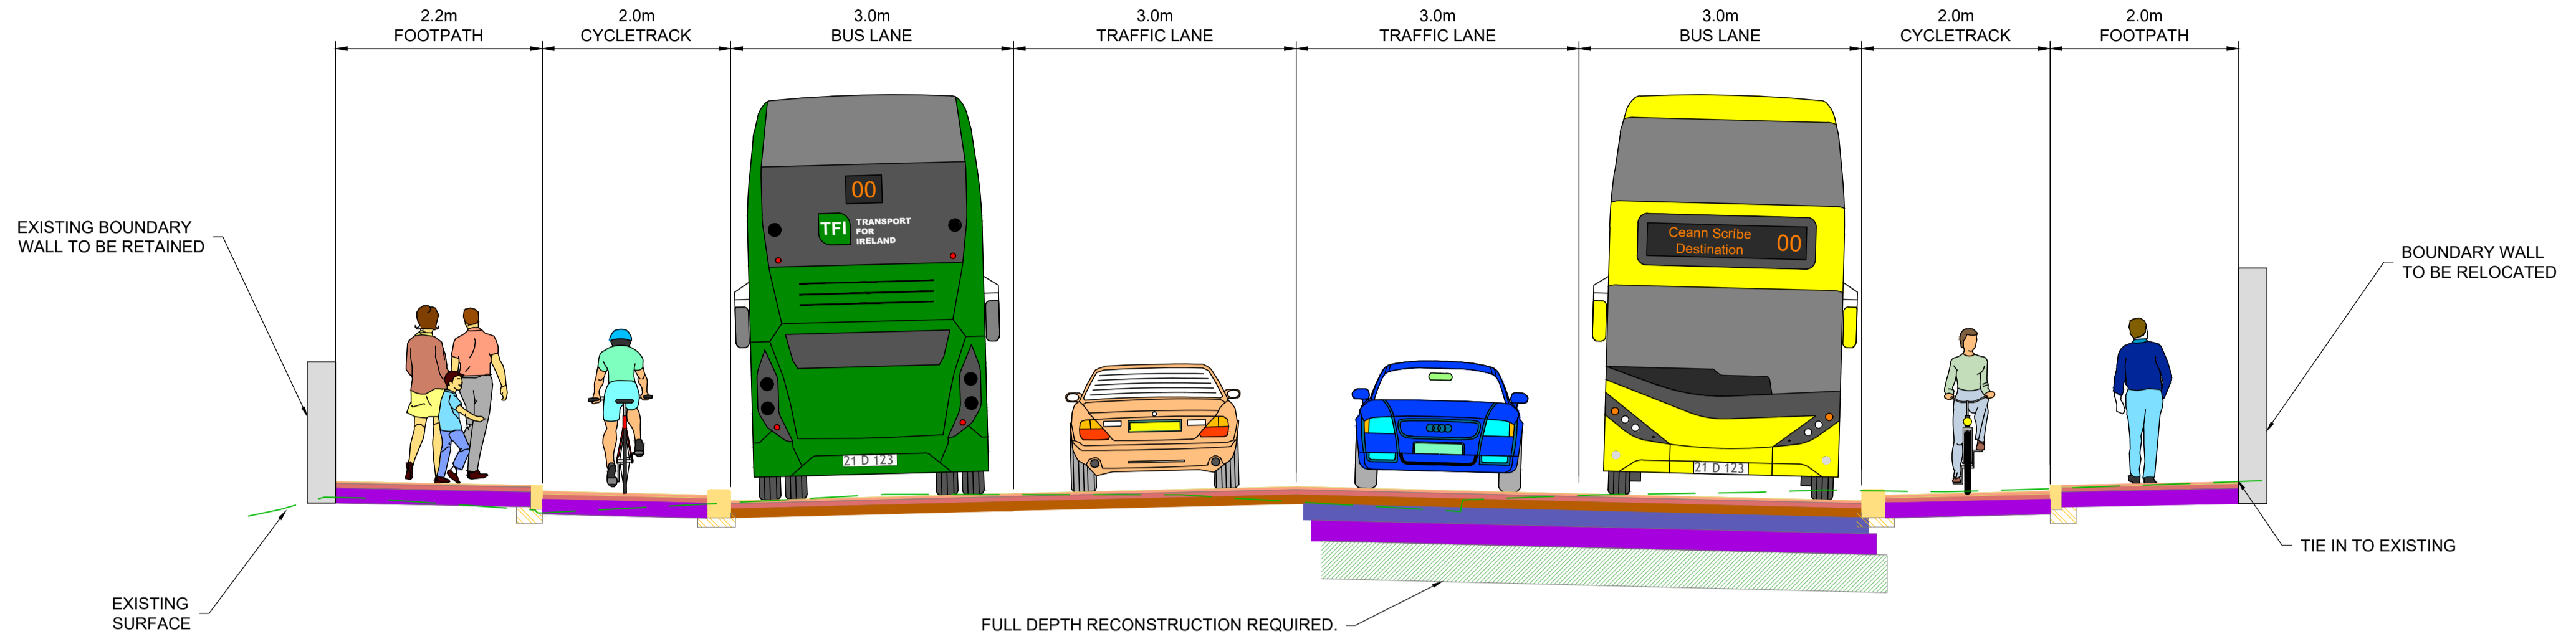 2.2m
FOOTPATH
2.0m
CYCLETRACK
3.0m
BUS LANE
3.0m
TRAFFIC LANE
3.0m
TRAFFIC LANE
3.0m
BUS LANE
2.0m
CYCLETRACK
2.0m
FOOTPATH
00
TFI
TRANSPORT
FOR
IRELAND
21 D 123
Ceann Scríbe
Destination
00
21 D 123
EXISTING BOUNDARY
WALL TO BE RETAINED
BOUNDARY WALL
TO BE RELOCATED
TIE IN TO EXISTING
EXISTING
SURFACE
FULL DEPTH RECONSTRUCTION REQUIRED.